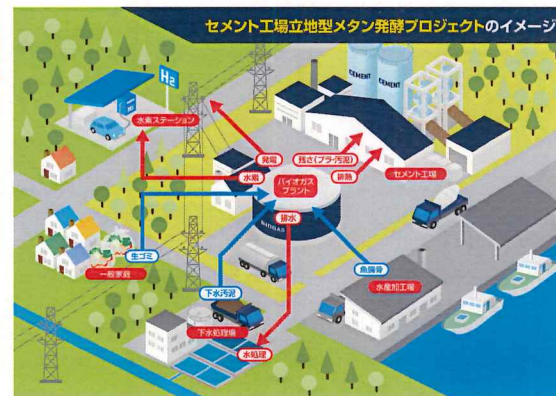 セメント工場立地型メタン発酵プロジェクトのイメージ
H2
CEMENT
CEMENT
水素ステーション
発電
残さ(プラ・汚泥)
水素
排熱
セメント工場
バイオガス
プラント
排水
BIOGAS
生ゴミ
一般家庭
下水汚泥
魚腸骨
水産加工場
下水処理場
水処理